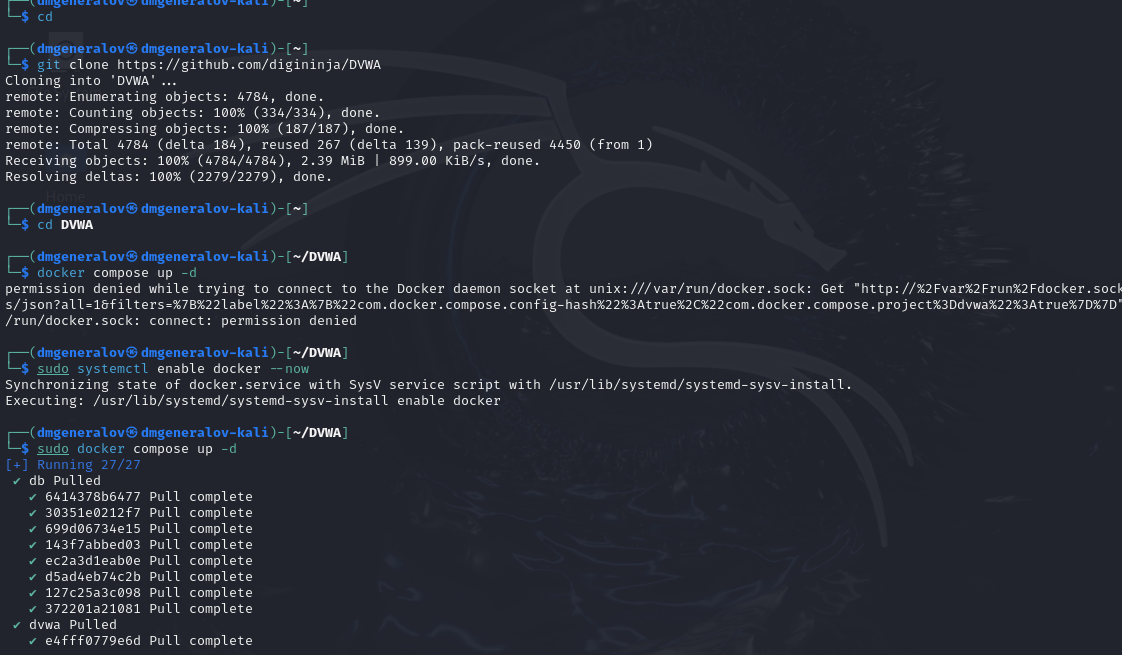 ┌──(dmgeneralov㉿dmgeneralov-kali)-[~]
└─$ cd
┌──(dmgeneralov㉿dmgeneralov-kali)-[~]
└─$ git clone https://github.com/digininja/DVWA
Cloning into 'DVWA'...
remote: Enumerating objects: 4784, done.
remote: Counting objects: 100% (334/334), done.
remote: Compressing objects: 100% (187/187), done.
remote: Total 4784 (delta 184), reused 267 (delta 139), pack-reused 4450 (from 1)
Receiving objects: 100% (4784/4784), 2.39 MiB | 899.00 KiB/s, done.
Resolving deltas: 100% (2279/2279), done.
Home
┌──(dmgeneralov㉿dmgeneralov-kali)-[~]
└─$ cd DVWA
┌──(dmgeneralov㉿dmgeneralov-kali)-[~/DVWA]
└─$ docker compose up -d
permission denied while trying to connect to the Docker daemon socket at unix:///var/run/docker.sock: Get "http://%2Fvar%2Frun%2Fdocker.sock
s/json?all=1&filters=%7B%22label%22%3A%7B%22com.docker.compose.config-hash%22%3Atrue%2C%22com.docker.compose.project%3Ddvwa%22%3Atrue%7D%7D"
/run/docker.sock: connect: permission denied
┌──(dmgeneralov㉿dmgeneralov-kali)-[~/DVWA]
└─$ sudo systemctl enable docker --now
Synchronizing state of docker.service with SysV service script with /usr/lib/systemd/systemd-sysv-install.
Executing: /usr/lib/systemd/systemd-sysv-install enable docker
┌──(dmgeneralov㉿dmgeneralov-kali)-[~/DVWA]
└─$ sudo docker compose up -d
[+] Running 27/27
✔ db Pulled
✔ 6414378b6477 Pull complete
✔ 30351e0212f7 Pull complete
✔ 699d06734e15 Pull complete
✔ 143f7abbed03 Pull complete
✔ ec2a3d1eab0e Pull complete
✔ d5ad4eb74c2b Pull complete
✔ 127c25a3c098 Pull complete
✔ 372201a21081 Pull complete
✔ dvwa Pulled
✔ e4fff0779e6d Pull complete